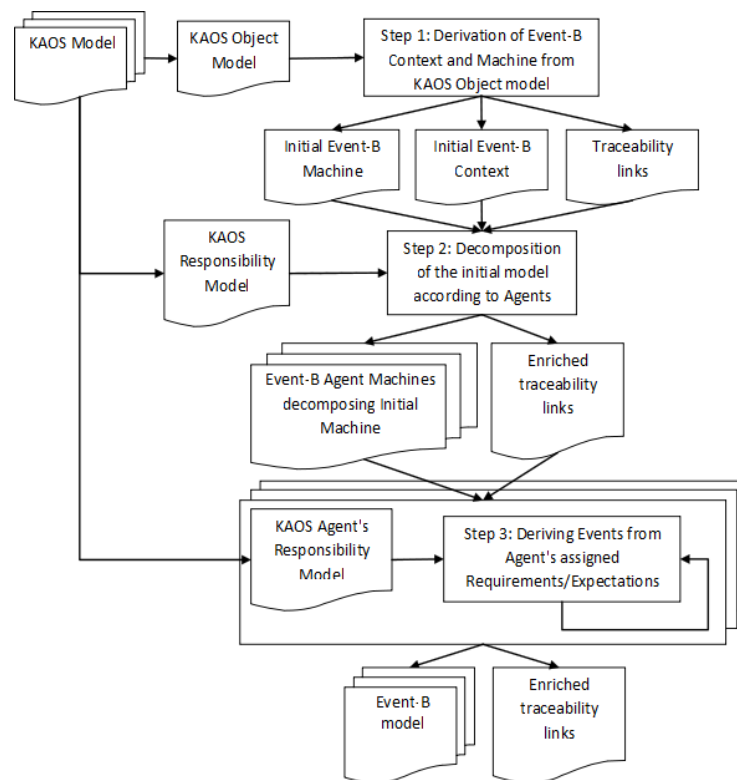 KAOS Model
KAOS Object
Model
Step 1: Derivation of Event-B
Context and Machine from
KAOS Object model
Initial Event-B
Machine
Initial Event-B
Context
Traceability
links
KAOS
Responsibility
Model
Step 2: Decomposition
of the initial model
according to Agents
Event-B Agent Machines
decomposing Initial
Machine
Enriched
traceability
links
KAOS Agent's
Responsibility
Model
Step 3: Deriving Events from
Agent's assigned
Requirements/Expectations
Event-B
model
Enriched
traceability
links